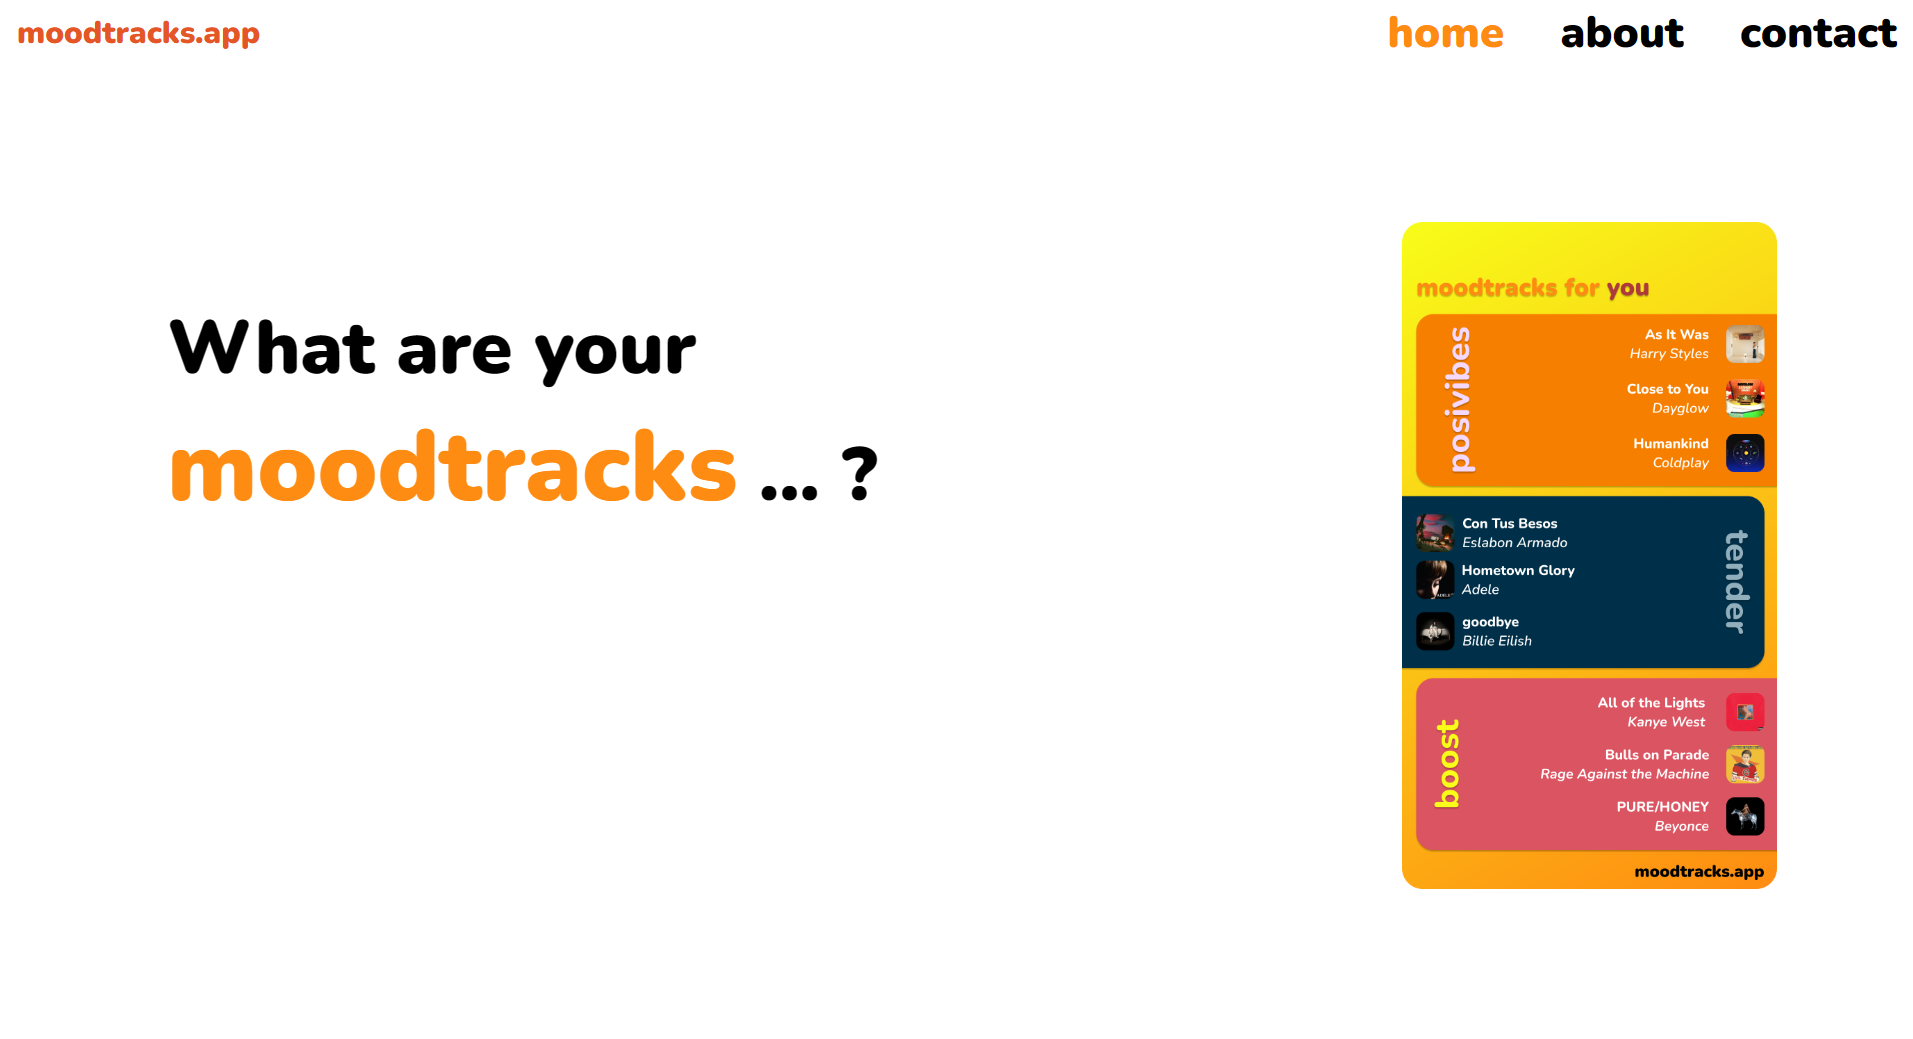 moodtracks.app
home about contact
What are your
moodtracks ... ?
moodtracks for you
posivibes
As It Was
Harry Styles
Close to You
Dayglow
Humankind
Coldplay
Con Tus Besos
Eslabon Armado
Hometown Glory
Adele
goodbye
Billie Eilish
tender
boost
All of the Lights
Kanye West
Bulls on Parade
Rage Against the Machine
PURE/HONEY
Beyonce
moodtracks.app